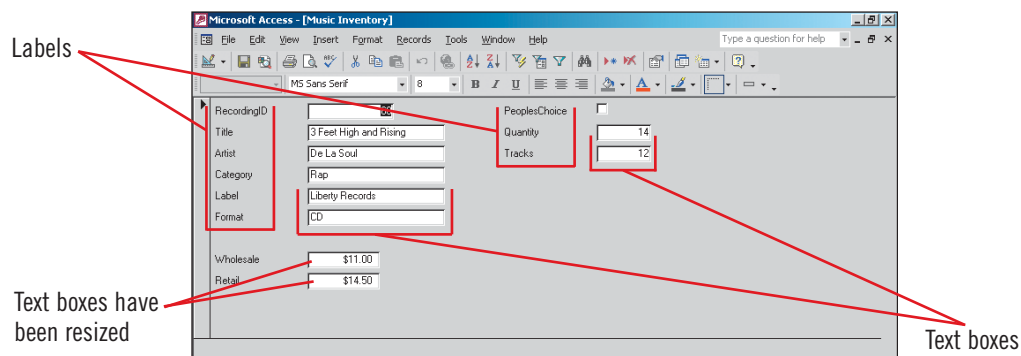 Microsoft Access - [Music Inventory]
File Edit View Insert Format Records Tools Window Help
Type a question for help
MS Sans Serif 8 B I U
Labels
RecordingID
PeoplesChoice
Title 3 Feet High and Rising
Quantity 14
Artist De La Soul
Tracks 12
Category Rap
Label Liberty Records
Format CD
Wholesale $11.00
Retail $14.50
Text boxes have
been resized
Text boxes